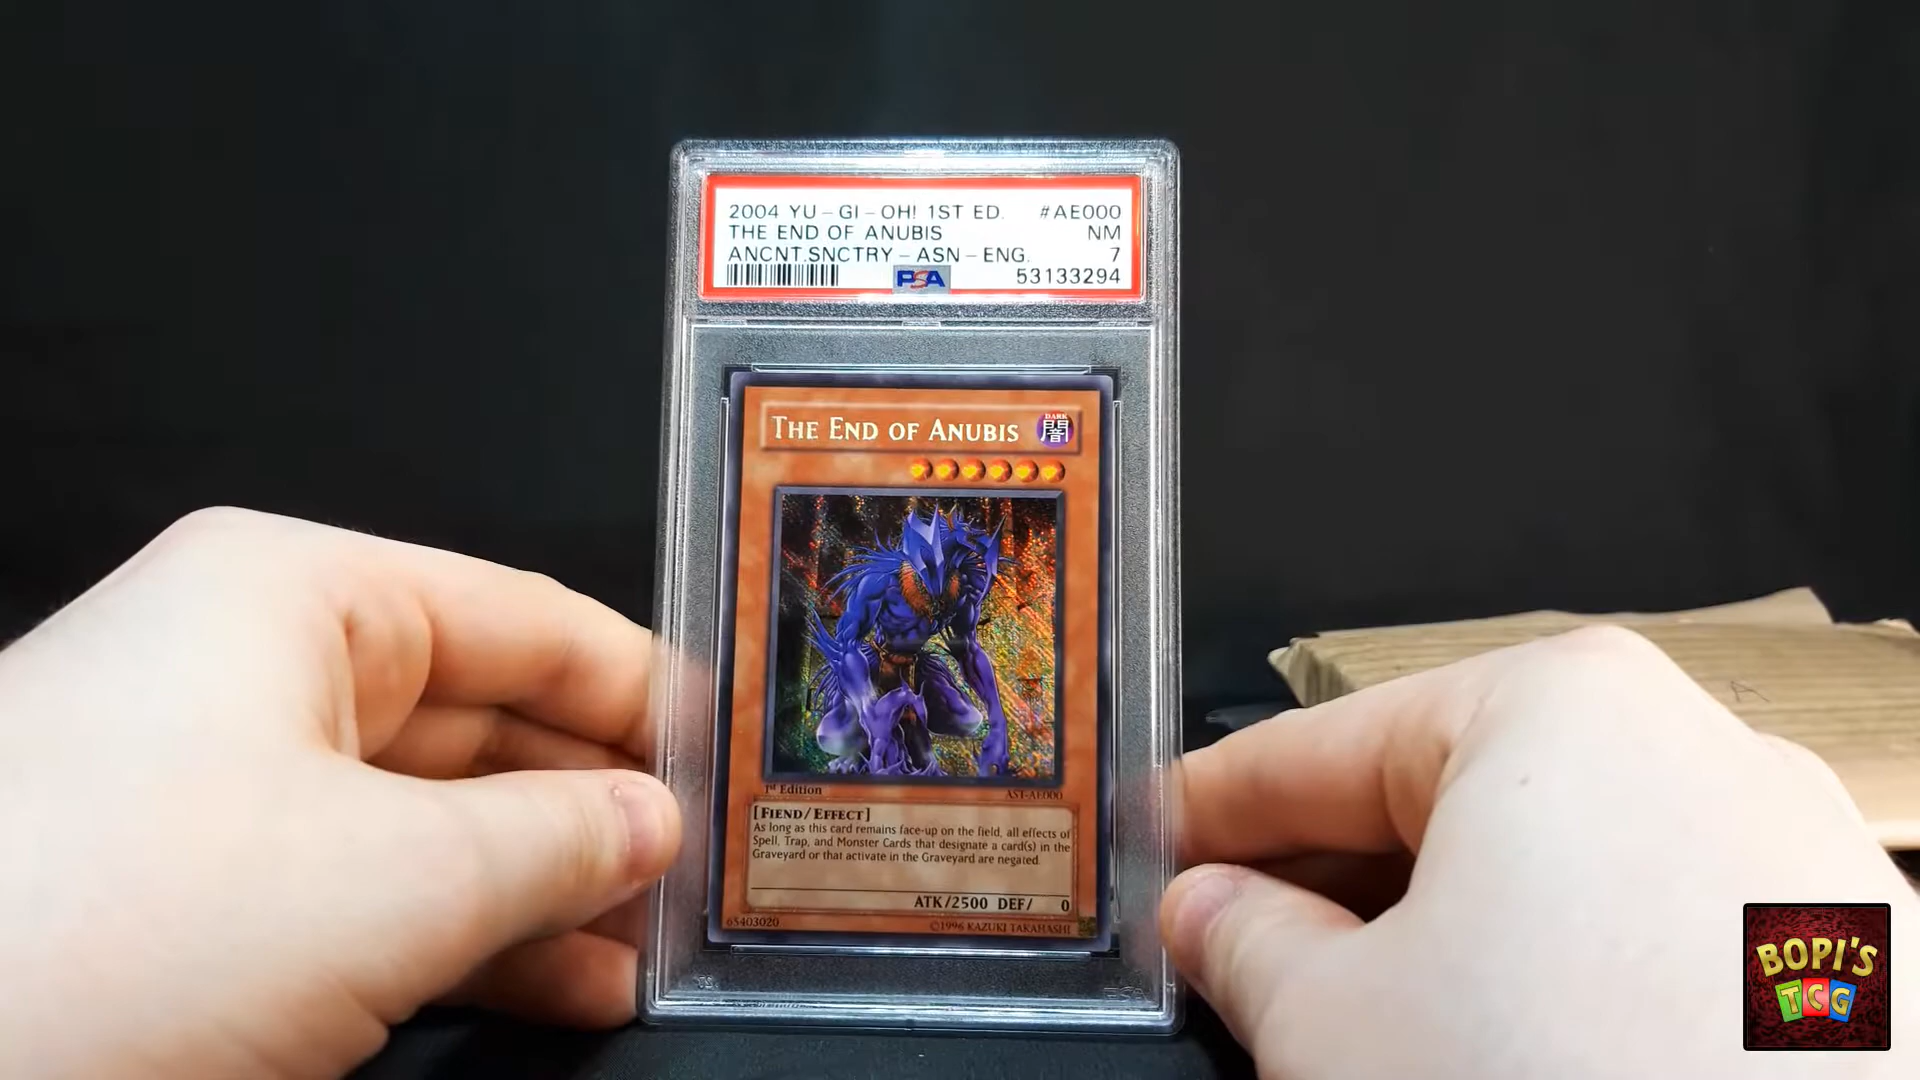 2004 YU-GI-OH! 1ST ED. #AE000
THE END OF ANUBIS NM
ANCNT.SNCTRY-ASN-ENG. 7
PSA 53133294
THE END OF ANUBIS
DARK
闇
1st Edition AST-AE000
[FIEND/EFFECT]
As long as this card remains face-up on the field, all effects of
Spell, Trap, and Monster Cards that designate a card(s) in the
Graveyard or that activate in the Graveyard are negated.
ATK/2500 DEF/ 0
65403020 ©1996 KAZUKI TAKAHASHI
A
BOPI'S
TCG